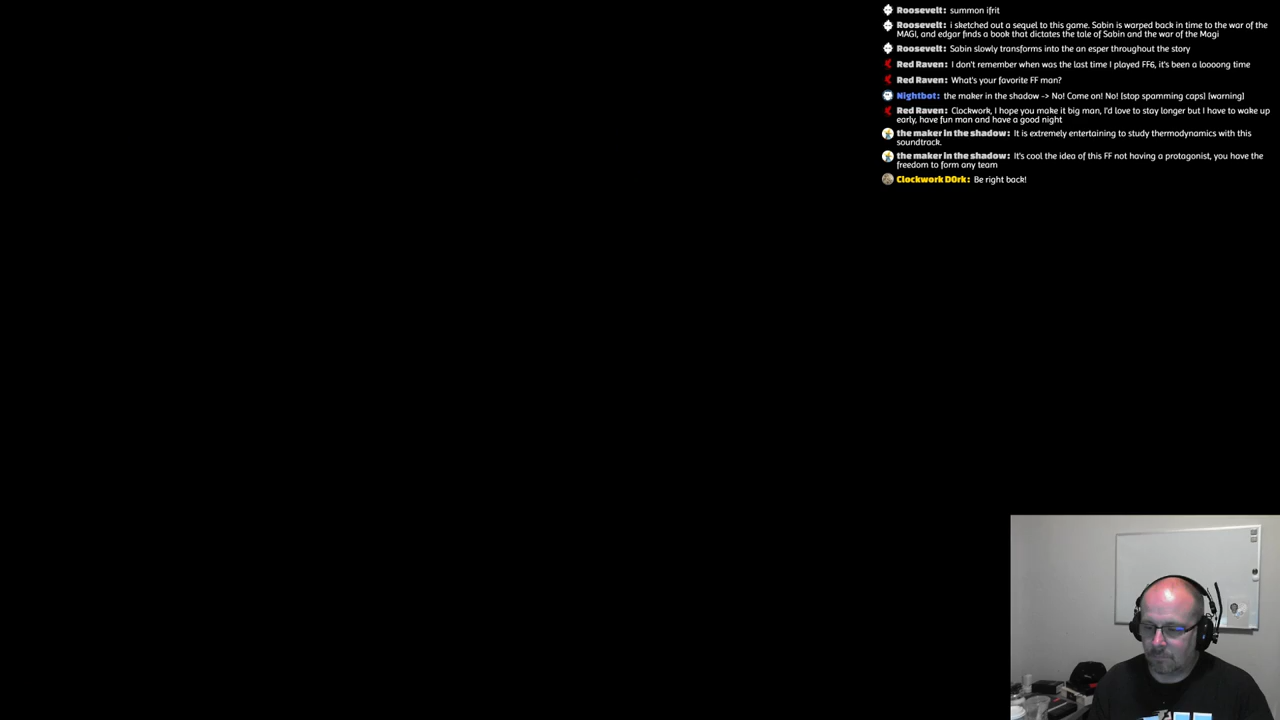 Roosevelt: summon ifrit
Roosevelt: i sketched out a sequel to this game. Sabin is warped back in time to the war of the
MAGI, and edgar finds a book that dictates the tale of Sabin and the war of the Magi
Roosevelt: Sabin slowly transforms into the an esper throughout the story
Red Raven: I don't remember when was the last time I played FF6, it's been a loooong time
Red Raven: What's your favorite FF man?
Nightbot: the maker in the shadow -> No! Come on! No! [stop spamming caps] [warning]
Red Raven: Clockwork, I hope you make it big man, I'd love to stay longer but I have to wake up
early, have fun man and have a good night
the maker in the shadow: It is extremely entertaining to study thermodynamics with this
soundtrack.
the maker in the shadow: It's cool the idea of this FF not having a protagonist, you have the
freedom to form any team
Clockwork D0rk: Be right back!